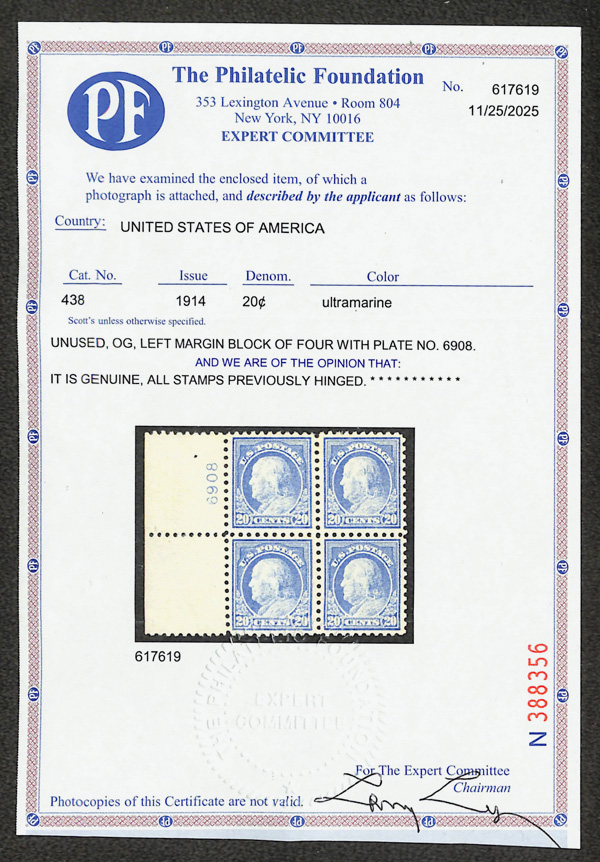 PF
The Philatelic Foundation
353 Lexington Avenue • Room 804
New York, NY 10016
EXPERT COMMITTEE
No. 617619
11/25/2025
We have examined the enclosed item, of which a
photograph is attached, and described by the applicant as follows:
Country: UNITED STATES OF AMERICA
Cat. No. Issue Denom. Color
438 1914 20¢ ultramarine
Scott's unless otherwise specified.
UNUSED, OG, LEFT MARGIN BLOCK OF FOUR WITH PLATE NO. 6908.
AND WE ARE OF THE OPINION THAT:
IT IS GENUINE, ALL STAMPS PREVIOUSLY HINGED. * * * * * * * * * * *
6908
U.S. POSTAGE U.S. POSTAGE
20 CENTS 20 20 CENTS 20
U.S. POSTAGE U.S. POSTAGE
20 CENTS 20 20 CENTS 20
617619
PHILATELIC FOUNDATION
EXPERT
COMMITTEE
N 388356
For The Expert Committee
Chairman
Photocopies of this Certificate are not valid.